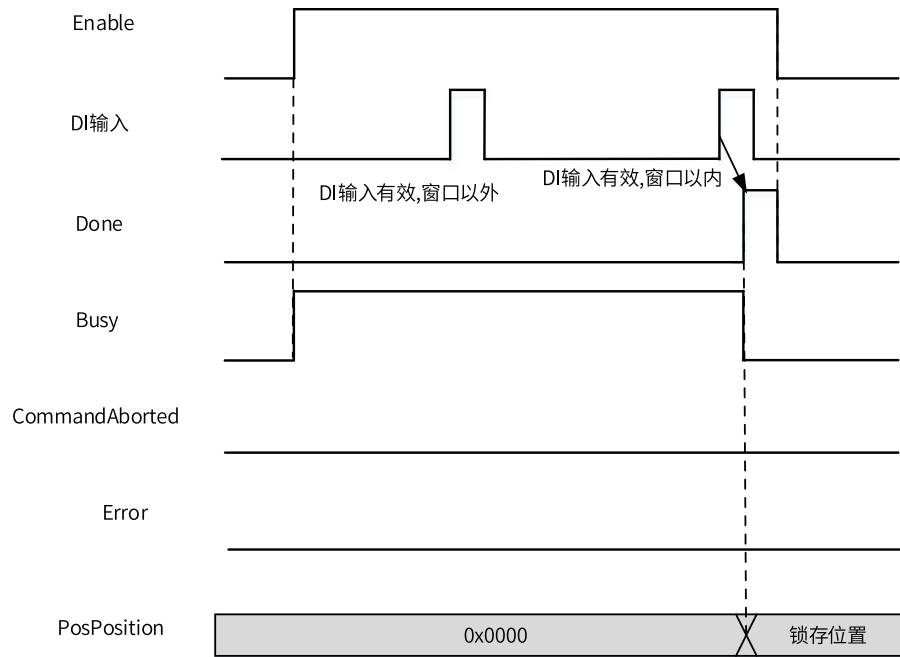 Enable
DI输入
DI输入有效,窗口以外
DI输入有效,窗口以内
Done
Busy
CommandAborted
Error
PosPosition
0x0000
锁存位置